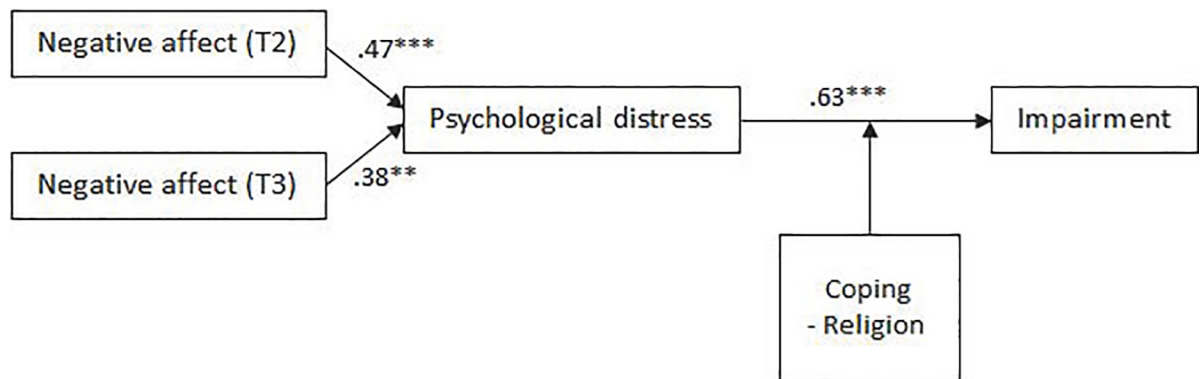 Negative affect (T2)
.47***
Psychological distress
.63***
Impairment
Negative affect (T3)
.38**
Coping
- Religion